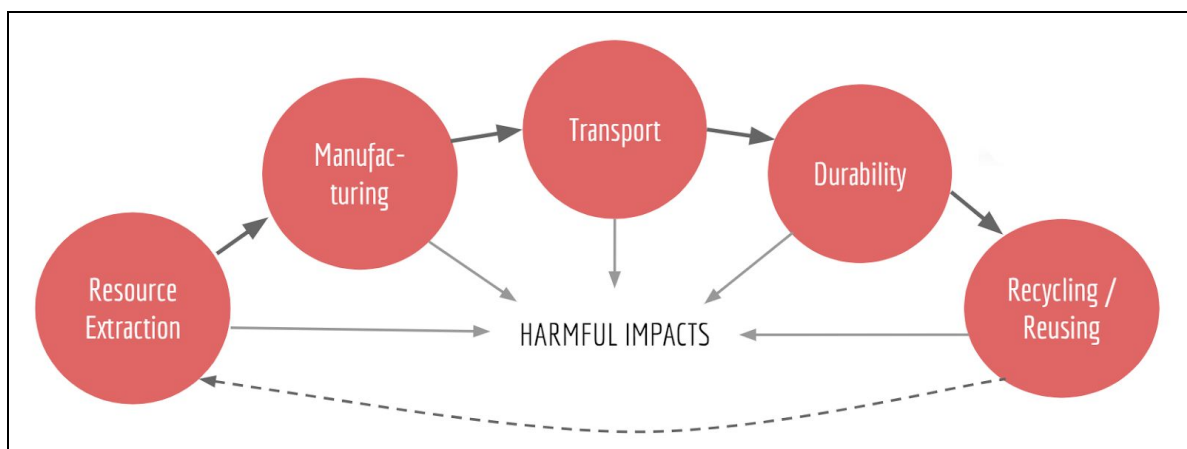 Transport
Manufac-
turing
Durability
Resource
Extraction
Recycling /
Reusing
HARMFUL IMPACTS